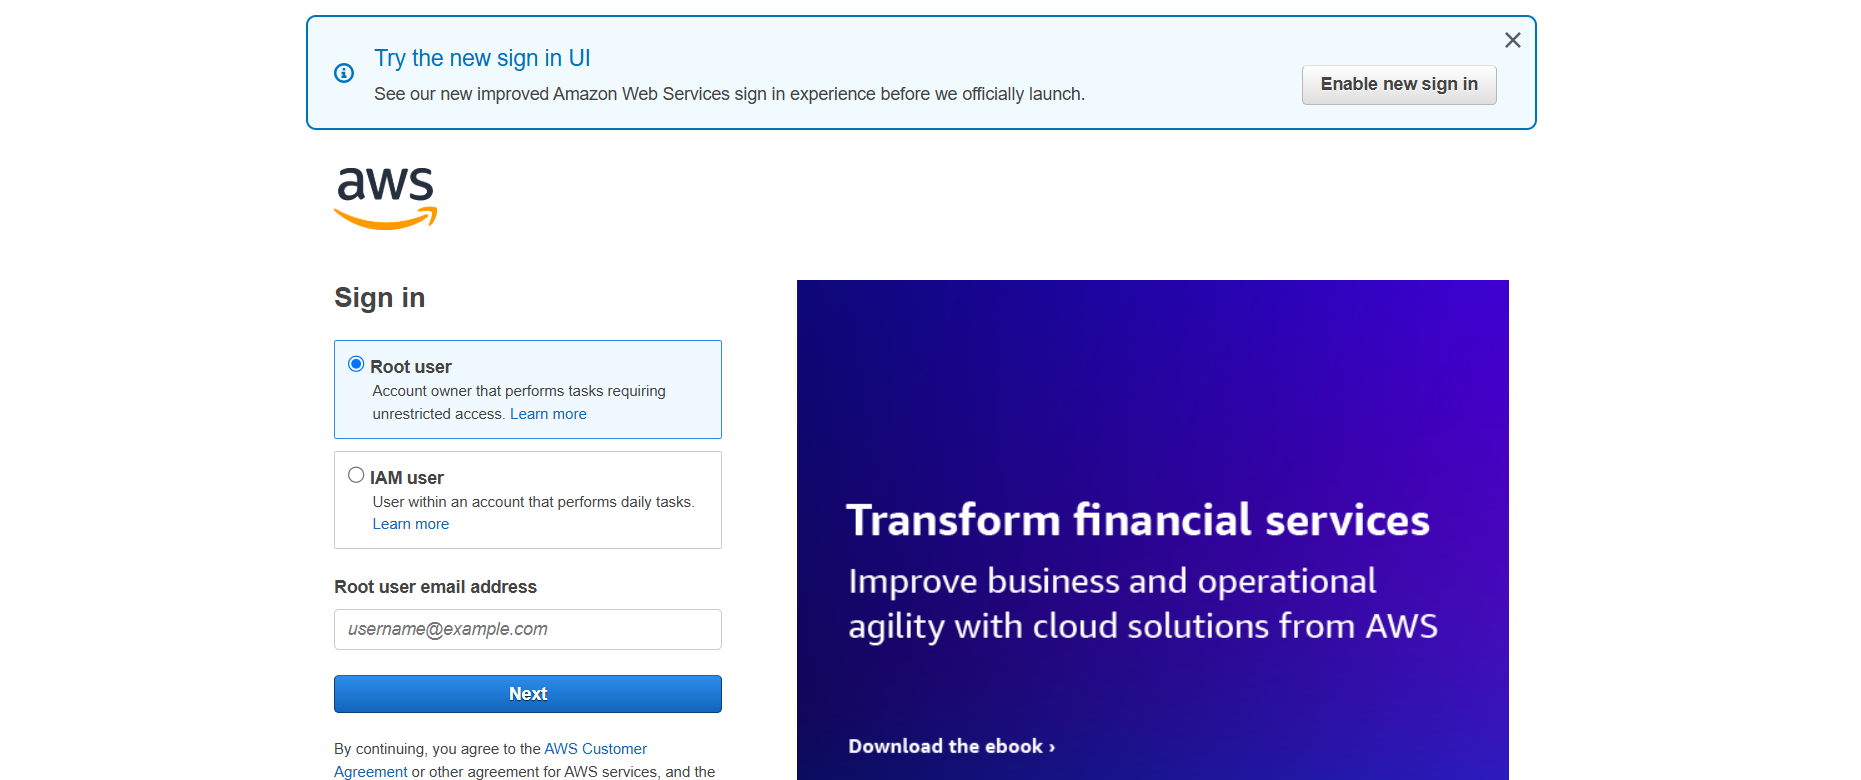 Try the new sign in UI
See our new improved Amazon Web Services sign in experience before we officially launch.
Enable new sign in
aws
Sign in
Root user
Account owner that performs tasks requiring
unrestricted access. Learn more
IAM user
User within an account that performs daily tasks.
Learn more
Root user email address
username@example.com
Next
By continuing, you agree to the AWS Customer
Agreement or other agreement for AWS services, and the
Transform financial services
Improve business and operational
agility with cloud solutions from AWS
Download the ebook ›